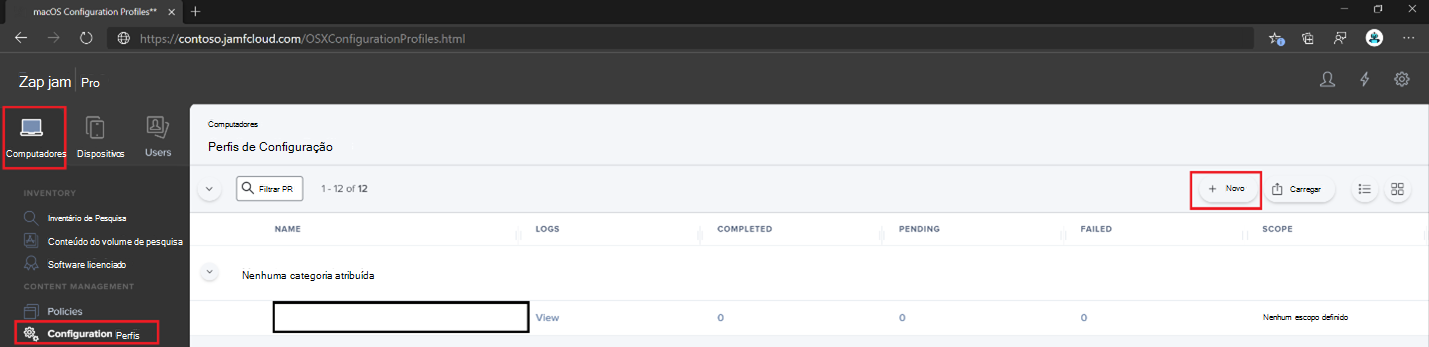 macOS Configuration Profiles**
https://contoso.jamfcloud.com/OSXConfigurationProfiles.html
Zap jam Pro
Computadores Dispositivos Users
Computadores
Perfis de Configuração
Filtrar PR 1 - 12 of 12 + Novo Carregar
INVENTORY
Inventário de Pesquisa
Conteúdo do volume de pesquisa
Software licenciado
CONTENT MANAGEMENT
Policies
Configuration Perfis
NAME LOGS COMPLETED PENDING FAILED SCOPE
Nenhuma categoria atribuída
View 0 0 0 Nenhum escopo definido